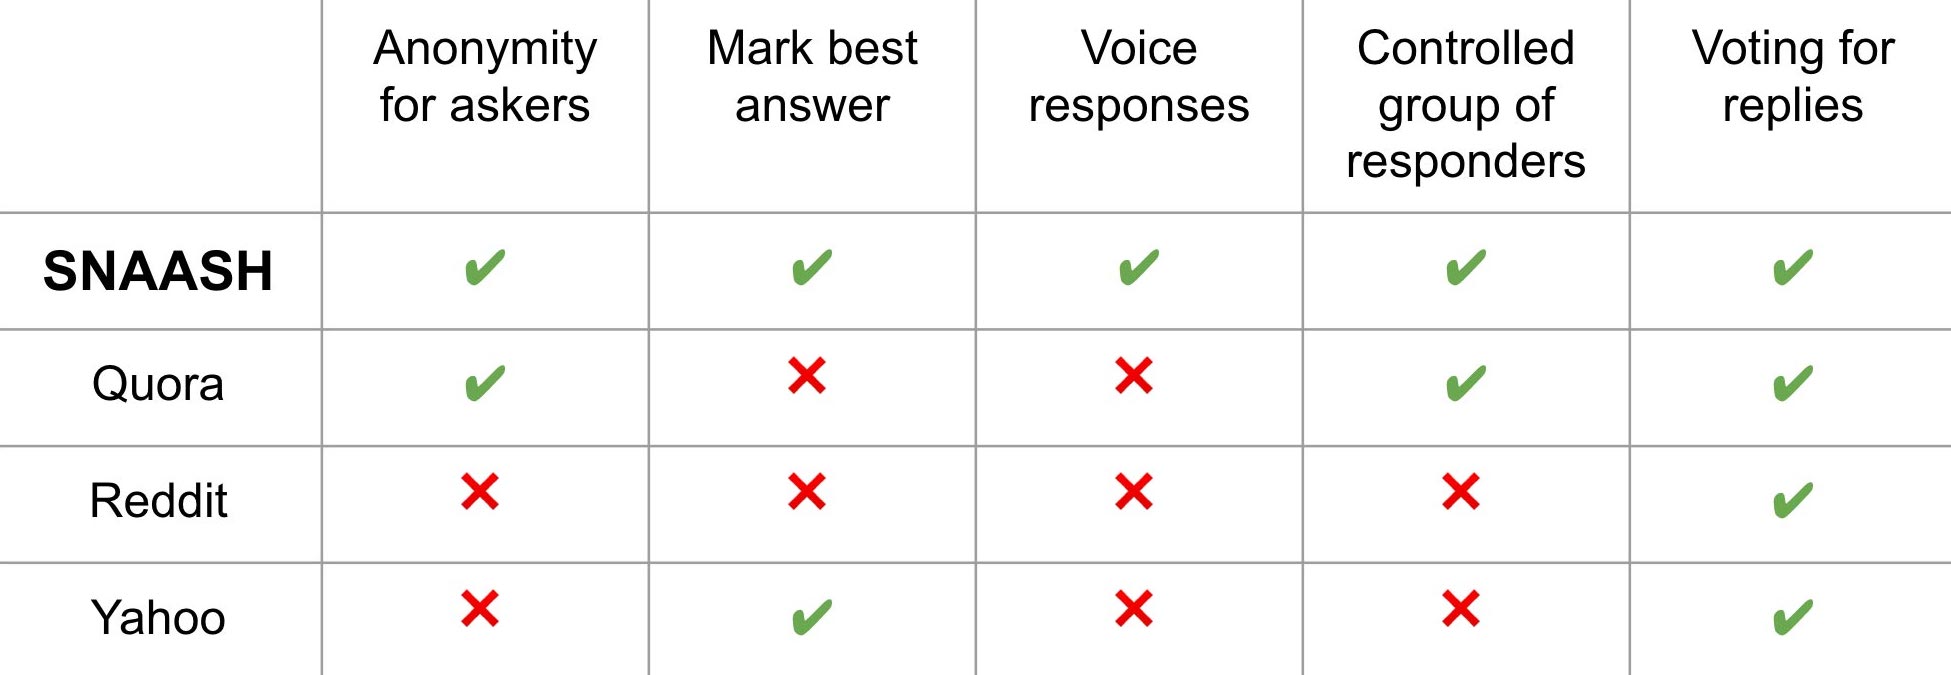 Anonymity
for askers
Mark best
answer
Voice
responses
Controlled
group of
responders
Voting for
replies
SNAASH ✔ ✔ ✔ ✔ ✔
Quora ✔ ✕ ✕ ✔ ✔
Reddit ✕ ✕ ✕ ✕ ✔
Yahoo ✕ ✔ ✕ ✕ ✔